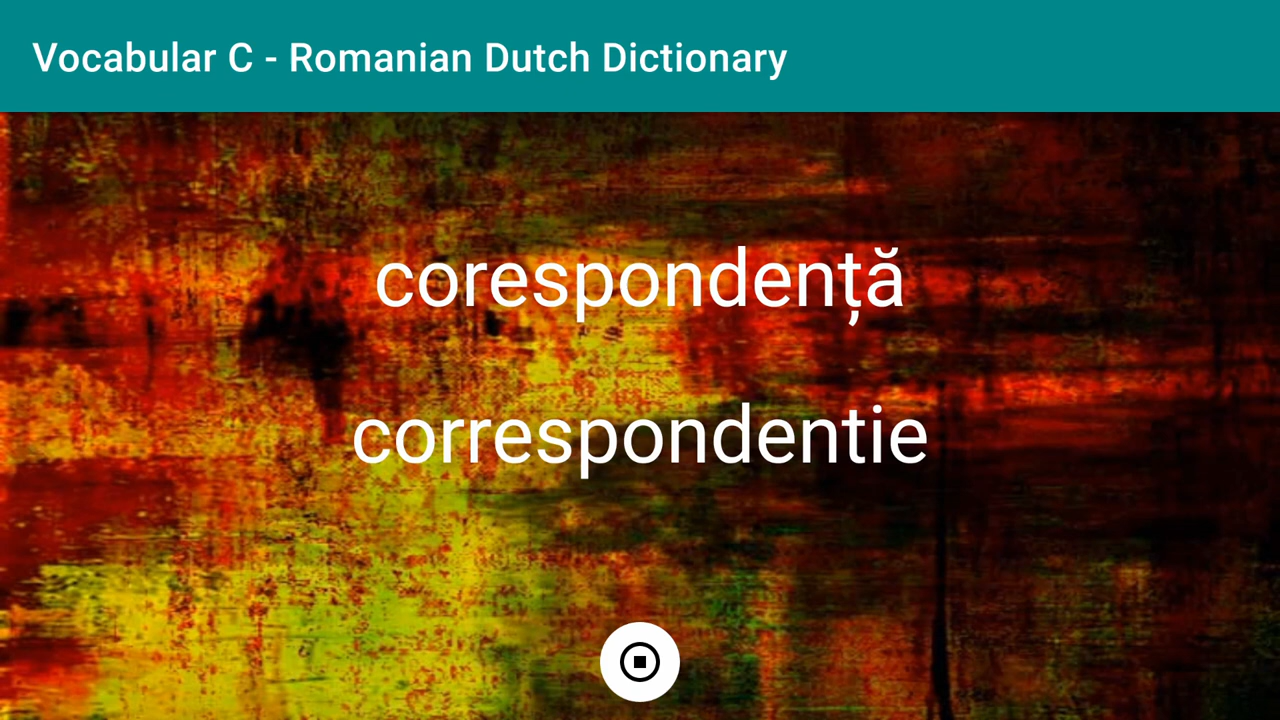 Vocabular C - Romanian Dutch Dictionary
corespondență
correspondentie